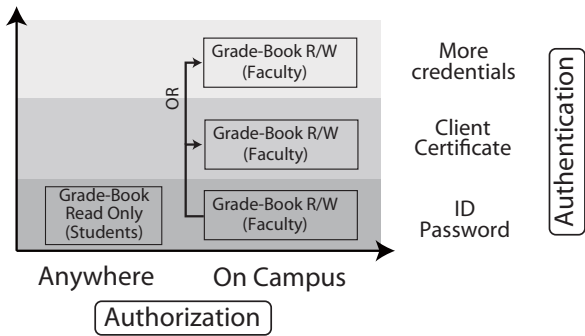 Grade-Book R/W
(Faculty)
More
credentials
OR
Grade-Book R/W
(Faculty)
Client
Certificate
Grade-Book
Read Only
(Students)
Grade-Book R/W
(Faculty)
ID
Password
Authentication
Anywhere
On Campus
Authorization